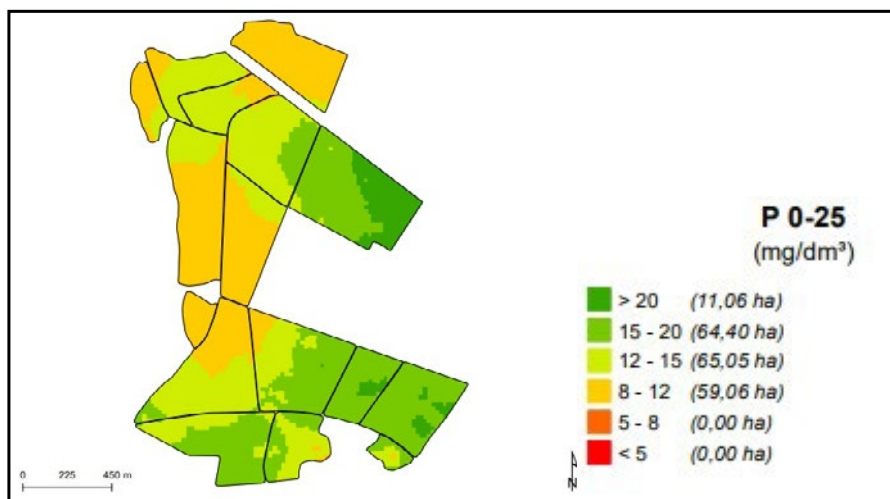 P 0-25
(mg/dm³)
> 20 (11,06 ha)
15 - 20 (64,40 ha)
12 - 15 (65,05 ha)
8 - 12 (59,06 ha)
5 - 8 (0,00 ha)
< 5 (0,00 ha)
0 225 450 m
N